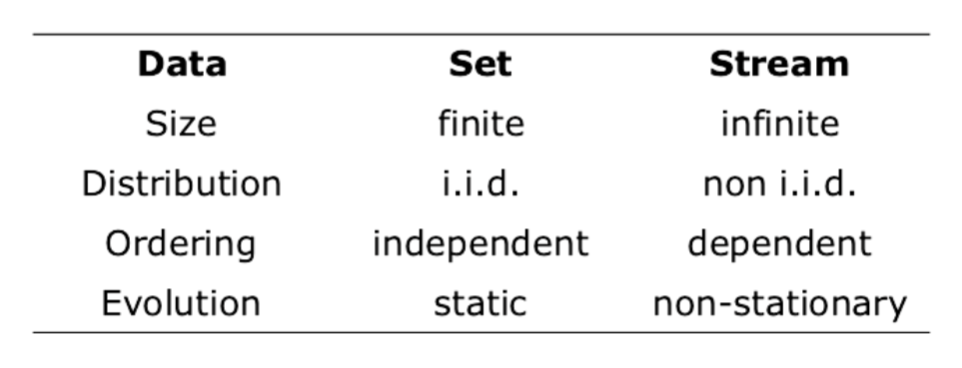 Data Set Stream
Size finite infinite
Distribution i.i.d. non i.i.d.
Ordering independent dependent
Evolution static non-stationary